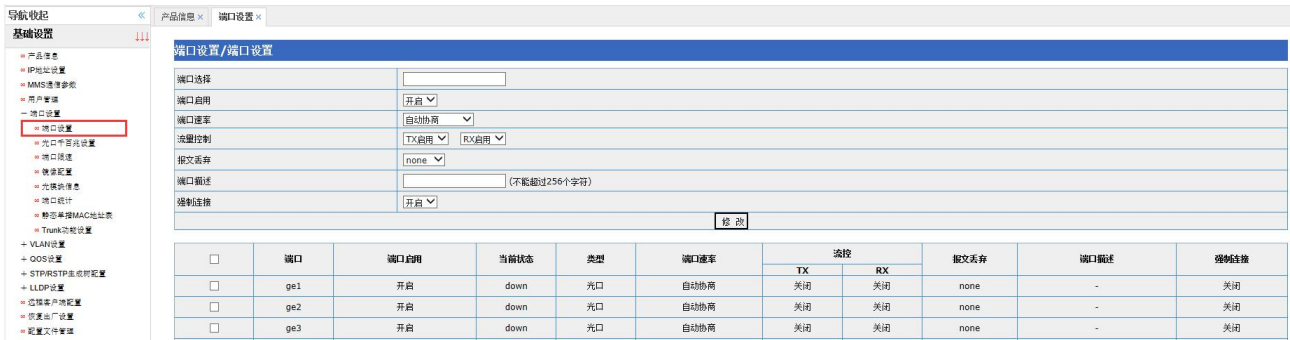 导航收起 «
基础设置 ↓↓↓
产品信息
IP地址设置
MMS通信参数
用户管理
− 端口设置
端口设置
光口千百兆设置
端口限速
镜像配置
光模块信息
端口统计
静态单播MAC地址表
Trunk功能设置
+ VLAN设置
+ QOS设置
+ STP/RSTP生成树配置
+ LLDP设置
远程客户端配置
恢复出厂设置
配置文件管理
产品信息 × 端口设置 ×
端口设置/端口设置
端口选择
端口启用 开启
端口速率 自动协商
流量控制 TX启用 RX启用
报文丢弃 none
端口描述 (不能超过256个字符)
强制连接 开启
修 改
端口 端口启用 当前状态 类型 端口速率 流控 报文丢弃 端口描述 强制连接
TX RX
ge1 开启 down 光口 自动协商 关闭 关闭 none - 关闭
ge2 开启 down 光口 自动协商 关闭 关闭 none - 关闭
ge3 开启 down 光口 自动协商 关闭 关闭 none - 关闭